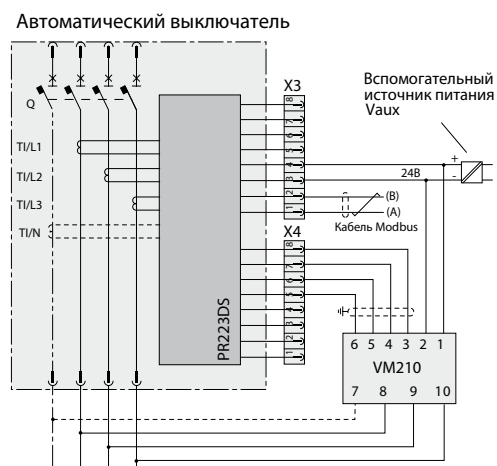 Автоматический выключатель
X3
Q
8
7
6
5
4
3
2
1
TI/L1
TI/L2
TI/L3
TI/N
PR223DS
Вспомогательный
источник питания
Vaux
+
24В -
(B)
(A)
Кабель Modbus
X4
8
7
6
5
4
3
2
1
6 5 4 3 2 1
VM210
7 8 9 10